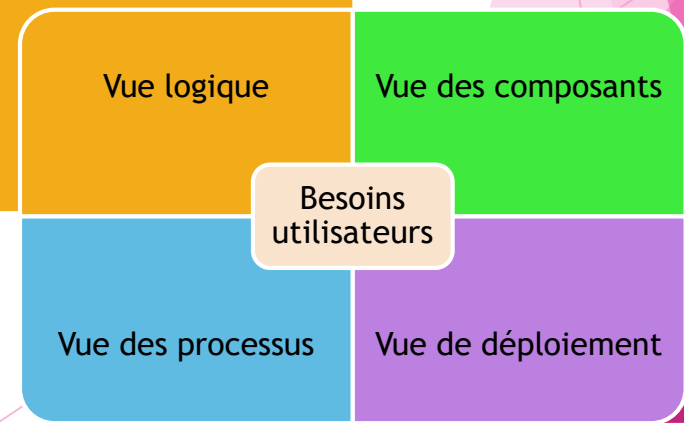 Vue logique
Vue des composants
Besoins
utilisateurs
Vue des processus
Vue de déploiement